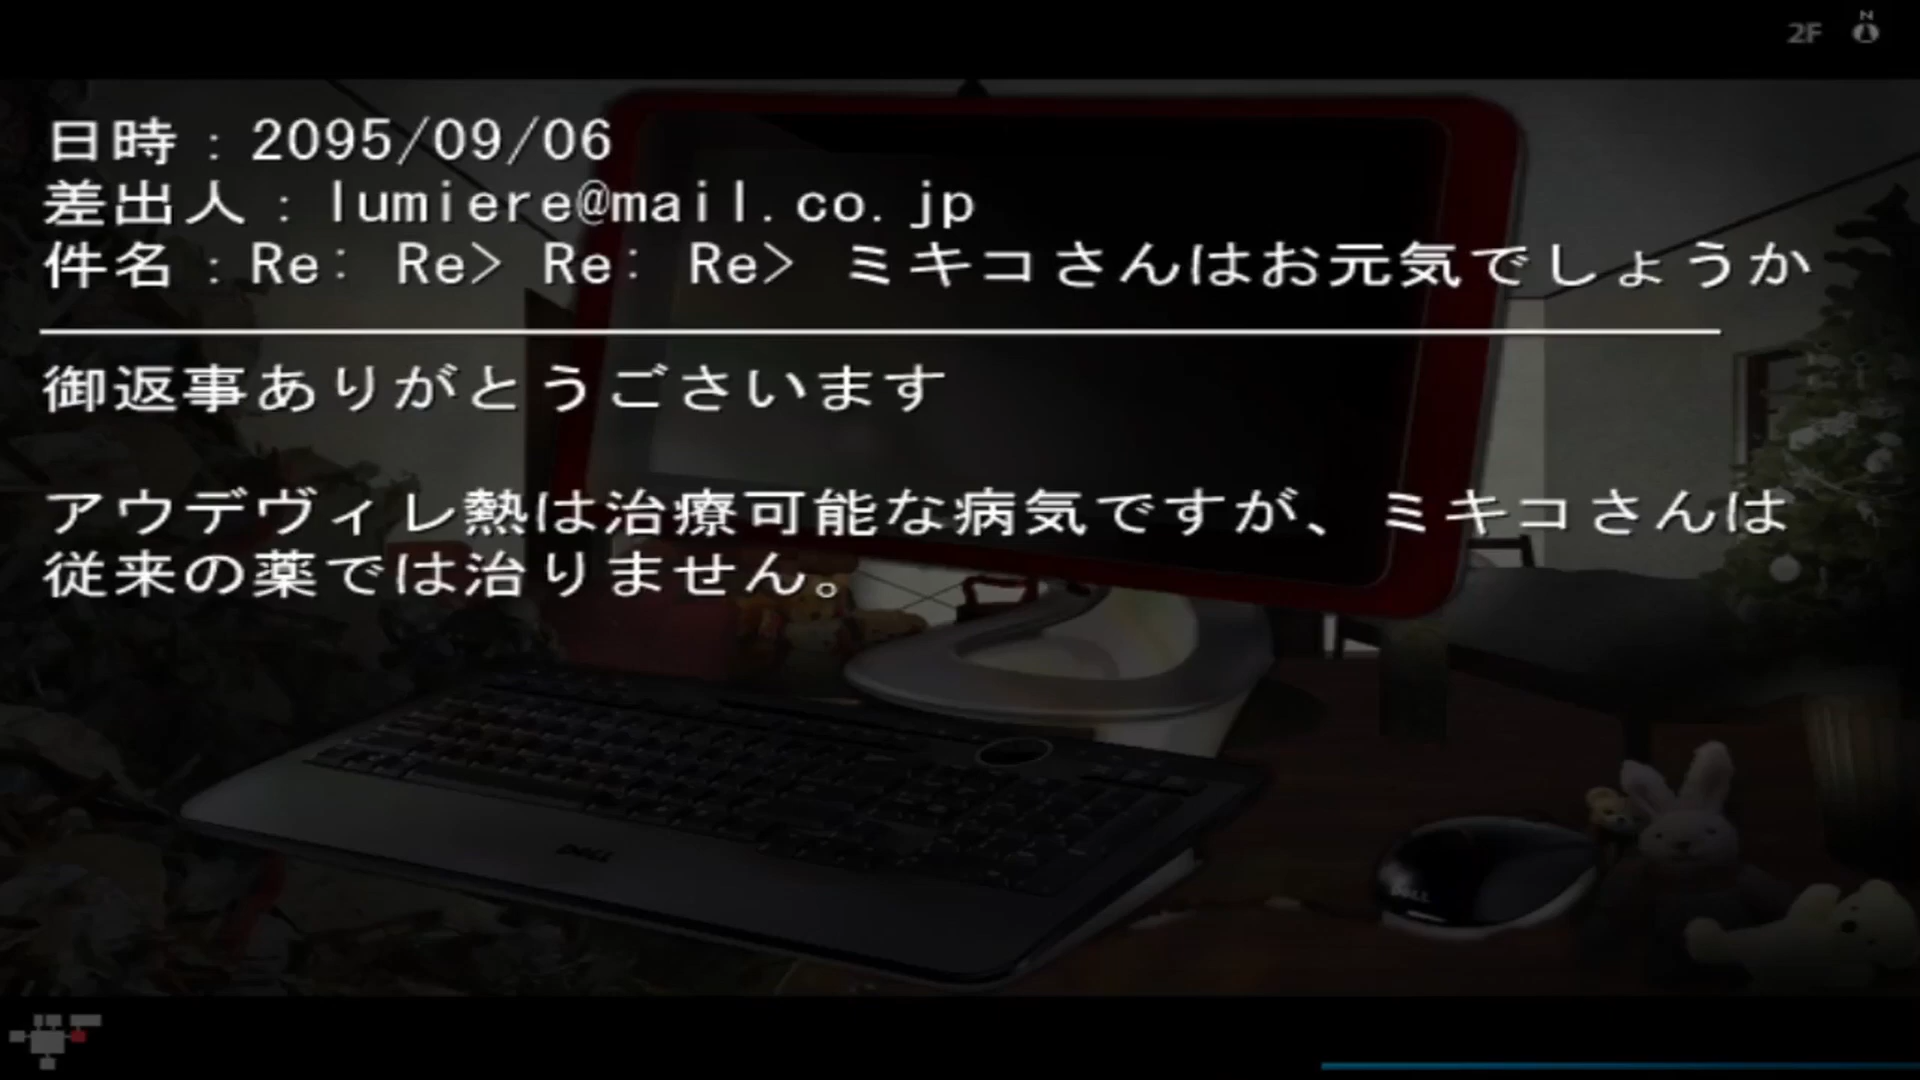 2F N
日時：2095/09/06
差出人：lumiere@mail.co.jp
件名：Re: Re> Re: Re> ミキコさんはお元気でしょうか
御返事ありがとうございます
アウデヴィレ熱は治療可能な病気ですが、ミキコさんは
従来の薬では治りません。
DELL
DELL